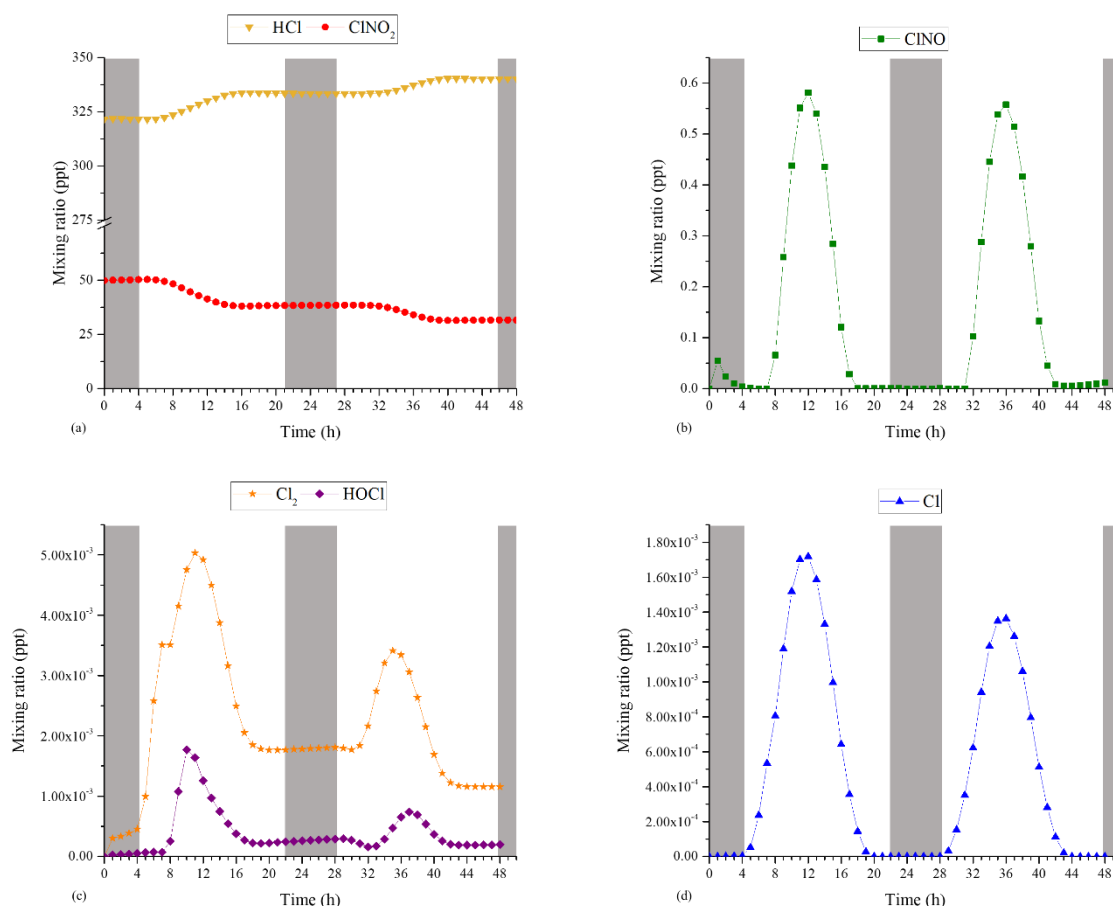 HCl ClNO₂
350
325
300
275
50
25
0
Mixing ratio (ppt)
0 4 8 12 16 20 24 28 32 36 40 44 48
Time (h)
(a)
ClNO
0.6
0.5
0.4
0.3
0.2
0.1
0.0
Mixing ratio (ppt)
0 4 8 12 16 20 24 28 32 36 40 44 48
Time (h)
(b)
Cl₂ HOCl
5.00x10⁻³
4.00x10⁻³
3.00x10⁻³
2.00x10⁻³
1.00x10⁻³
0.00
Mixing ratio (ppt)
0 4 8 12 16 20 24 28 32 36 40 44 48
Time (h)
(c)
Cl
1.80x10⁻³
1.60x10⁻³
1.40x10⁻³
1.20x10⁻³
1.00x10⁻³
8.00x10⁻⁴
6.00x10⁻⁴
4.00x10⁻⁴
2.00x10⁻⁴
0.00
Mixing ratio (ppt)
0 4 8 12 16 20 24 28 32 36 40 44 48
Time (h)
(d)